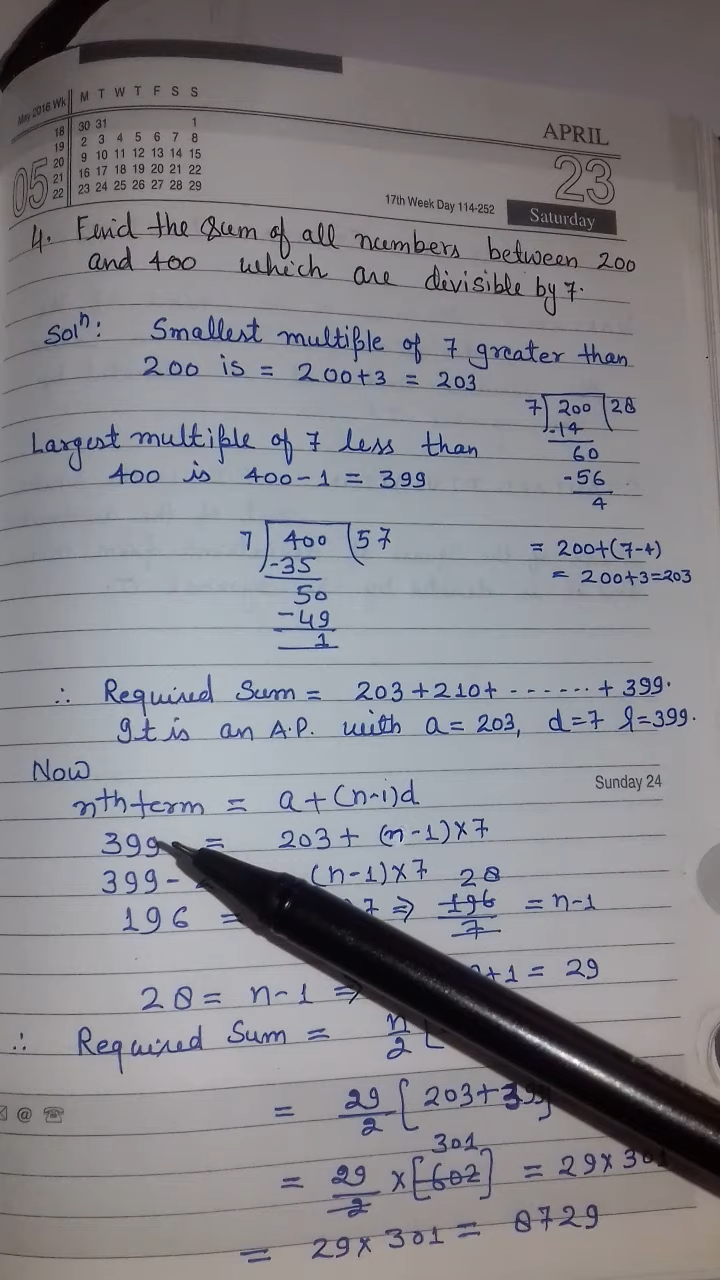 May 2016 Wk M T W T F S S
18 30 31 1
19 2 3 4 5 6 7 8
20 9 10 11 12 13 14 15
21 16 17 18 19 20 21 22
22 23 24 25 26 27 28 29
05
APRIL
23
17th Week Day 114-252
Saturday
4. Find the sum of all numbers between 200
and 400 which are divisible by 7.
Solⁿ: Smallest multiple of 7 greater than
200 is = 200+3 = 203
7 200 28
-14
60
-56
4
= 200+(7-4)
= 200+3=203
Largest multiple of 7 less than
400 is 400-1 = 399
7 400 57
-35
50
-49
1
∴ Required Sum = 203+210+ ------- + 399.
It is an A.P. with a= 203, d=7 l=399.
Now
Sunday 24
nth term = a+(n-1)d
399 = 203+ (n-1)×7
399- (n-1)×7
196 = 7 ⇒ 196/7 = n-1
28
28 = n-1 ⇒ +1 = 29
∴ Required Sum = n/2 [
= 29/2 [203+399]
= 29/2 ×[602] = 29×301
301
= 29×301 = 8729